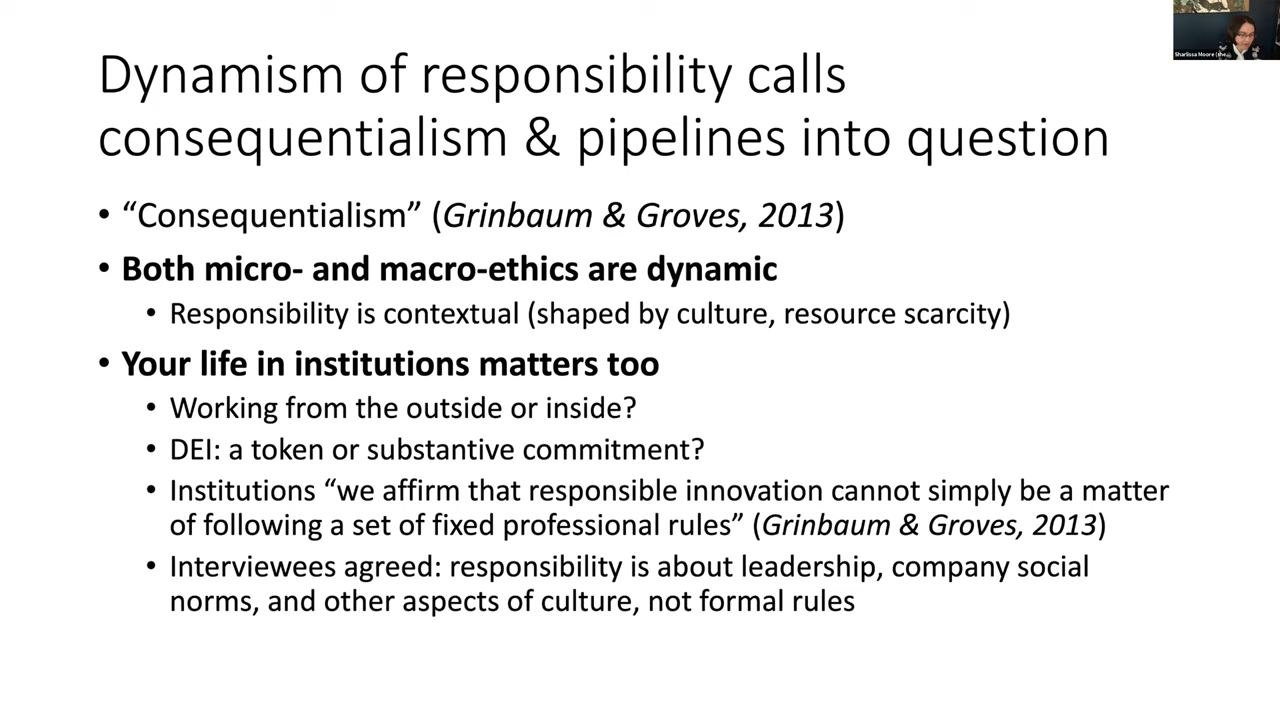 Sharlissa Moore (she
Dynamism of responsibility calls
consequentialism & pipelines into question
• “Consequentialism” (Grinbaum & Groves, 2013)
• Both micro- and macro-ethics are dynamic
• Responsibility is contextual (shaped by culture, resource scarcity)
• Your life in institutions matters too
• Working from the outside or inside?
• DEI: a token or substantive commitment?
• Institutions “we affirm that responsible innovation cannot simply be a matter
of following a set of fixed professional rules” (Grinbaum & Groves, 2013)
• Interviewees agreed: responsibility is about leadership, company social
norms, and other aspects of culture, not formal rules